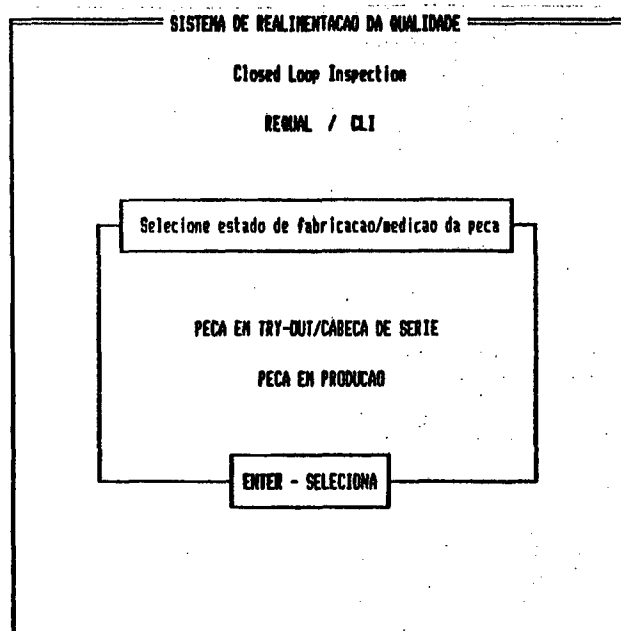 SISTEMA DE REALIMENTACAO DA QUALIDADE
Closed Loop Inspection
REQUAL / CLI
Selecione estado de fabricacao/medicao da peca
PECA EM TRY-OUT/CABECA DE SERIE
PECA EM PRODUCAO
ENTER - SELECIONA